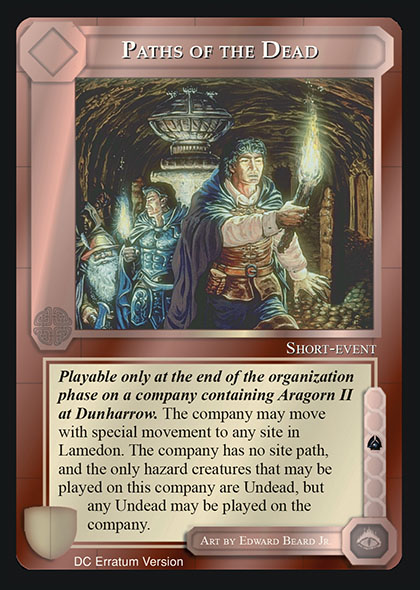 Paths of the Dead
Short-event
Playable only at the end of the organization
phase on a company containing Aragorn II
at Dunharrow. The company may move
with special movement to any site in
Lamedon. The company has no site path,
and the only hazard creatures that may be
played on this company are Undead, but
any Undead may be played on the
company.
Art by Edward Beard Jr.
DC Erratum Version